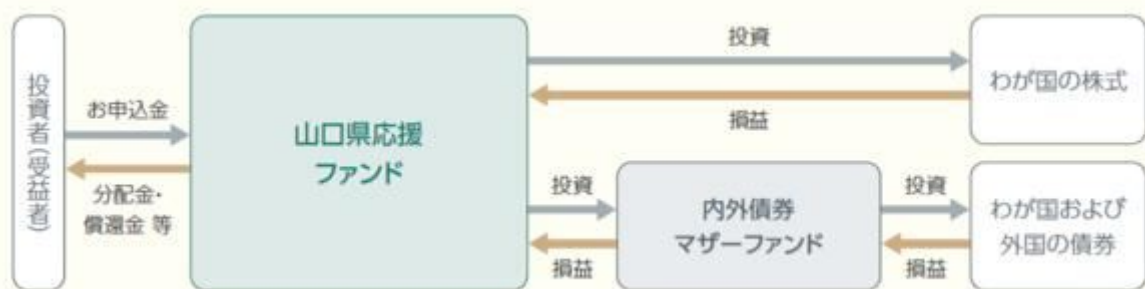 投資者(受益者)
お申込金
分配金・
償還金 等
山口県応援
ファンド
投資
損益
わが国の株式
投資
損益
内外債券
マザーファンド
投資
損益
わが国および
外国の債券